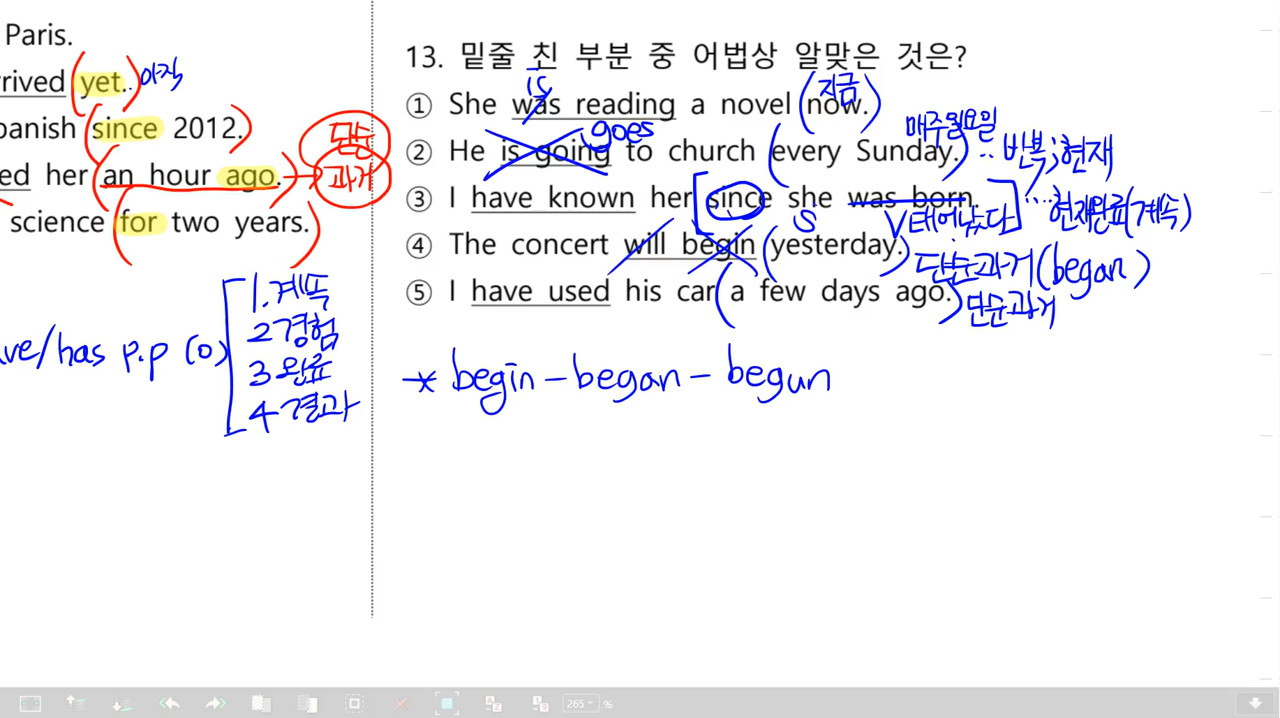 Paris.
rrived yet. 아직
panish since 2012.
단순
ed her an hour ago. 과거
science for two years.
1. 계속
2 경험
ve/has p.p (o)
3 완료
4 결과
13. 밑줄 친 부분 중 어법상 알맞은 것은?
is 지금
① She was reading a novel now.
goes 매주 일요일
② He is going to church every Sunday. 반복;현재
③ I have known her since she was born. 현재완료(계속)
S V 태어났다
④ The concert will begin yesterday. 단순과거(began)
⑤ I have used his car a few days ago. 단순과거
* begin - began - begun
265 %